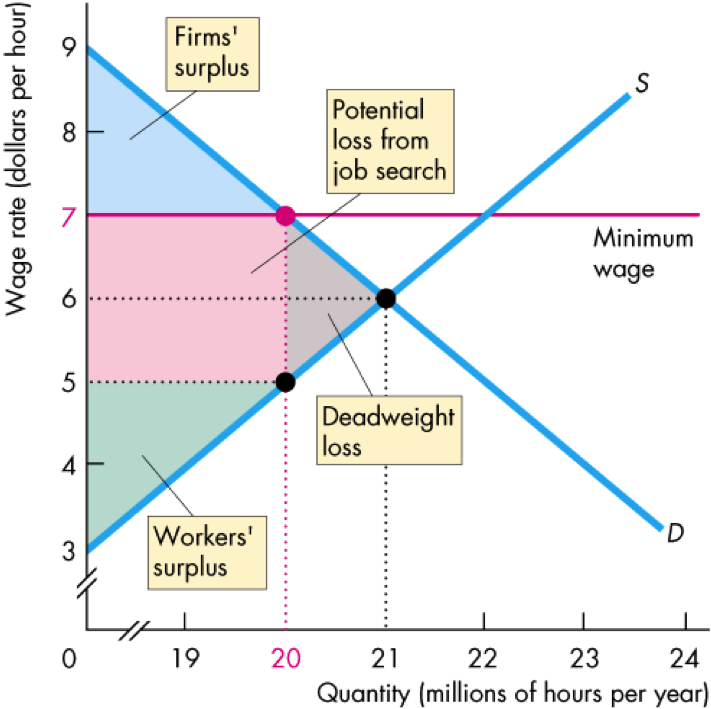 Wage rate (dollars per hour)
9
8
7
6
5
4
3
0
Firms'
surplus
Potential
loss from
job search
S
Minimum
wage
Deadweight
loss
Workers'
surplus
D
19
20
21
22
23
24
Quantity (millions of hours per year)